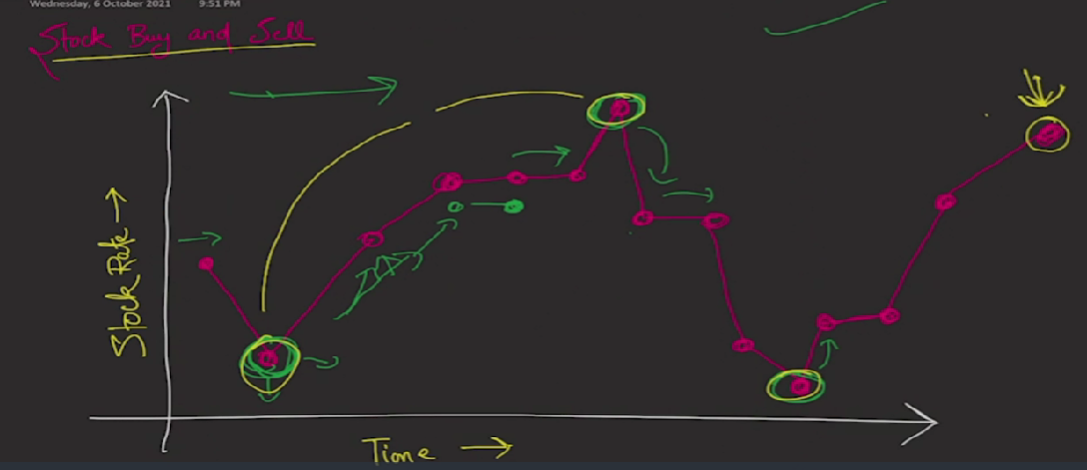 Wednesday, 6 October 2021 9:51 PM
Stock Buy and Sell
Stock Rate →
Time →